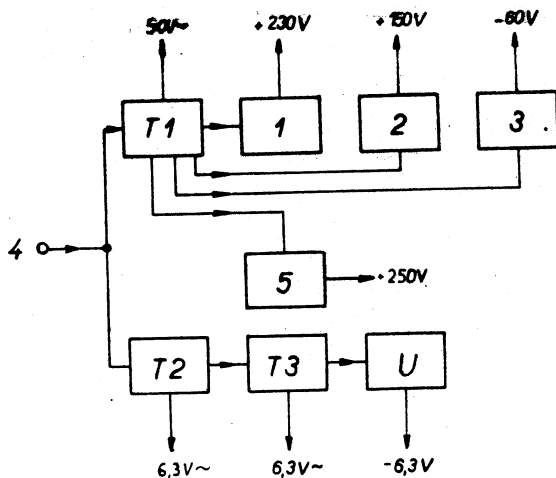 50V~ +230V +150V -60V
T1 1 2 3
4
5 +250V
T2 T3 U
6,3V~ 6,3V~ -6,3V